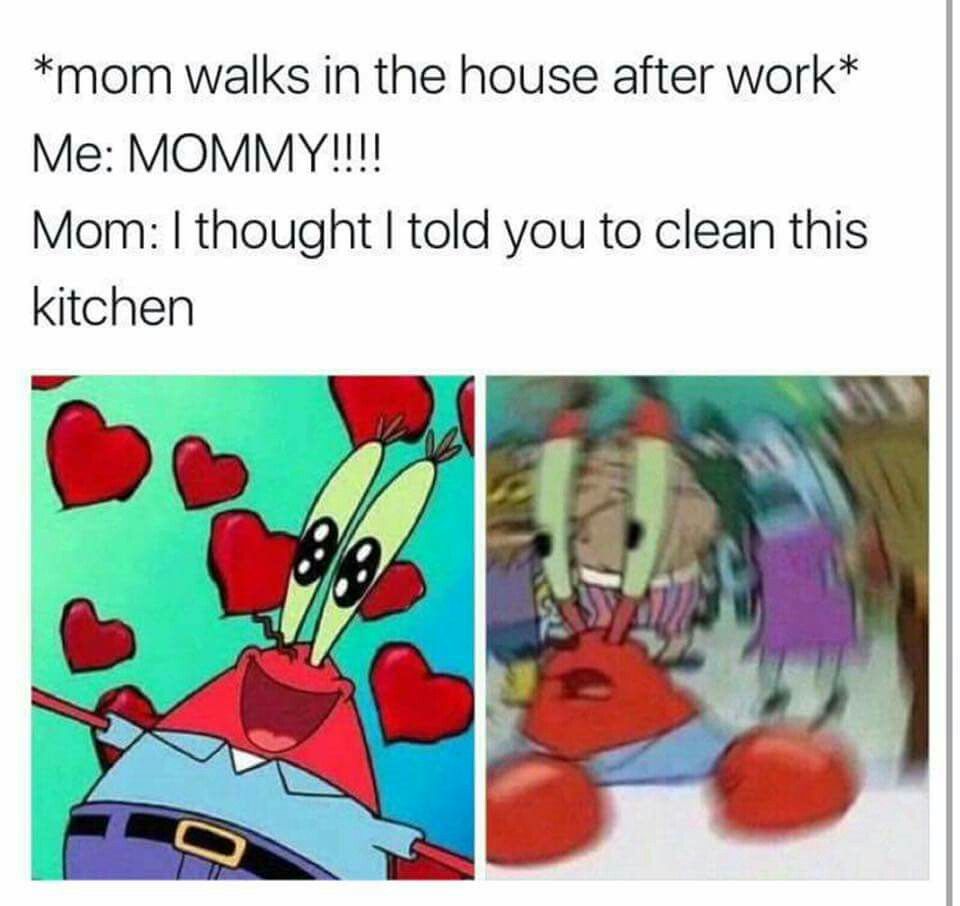 *mom walks in the house after work*
Me: MOMMY!!!!
Mom: I thought I told you to clean this
kitchen